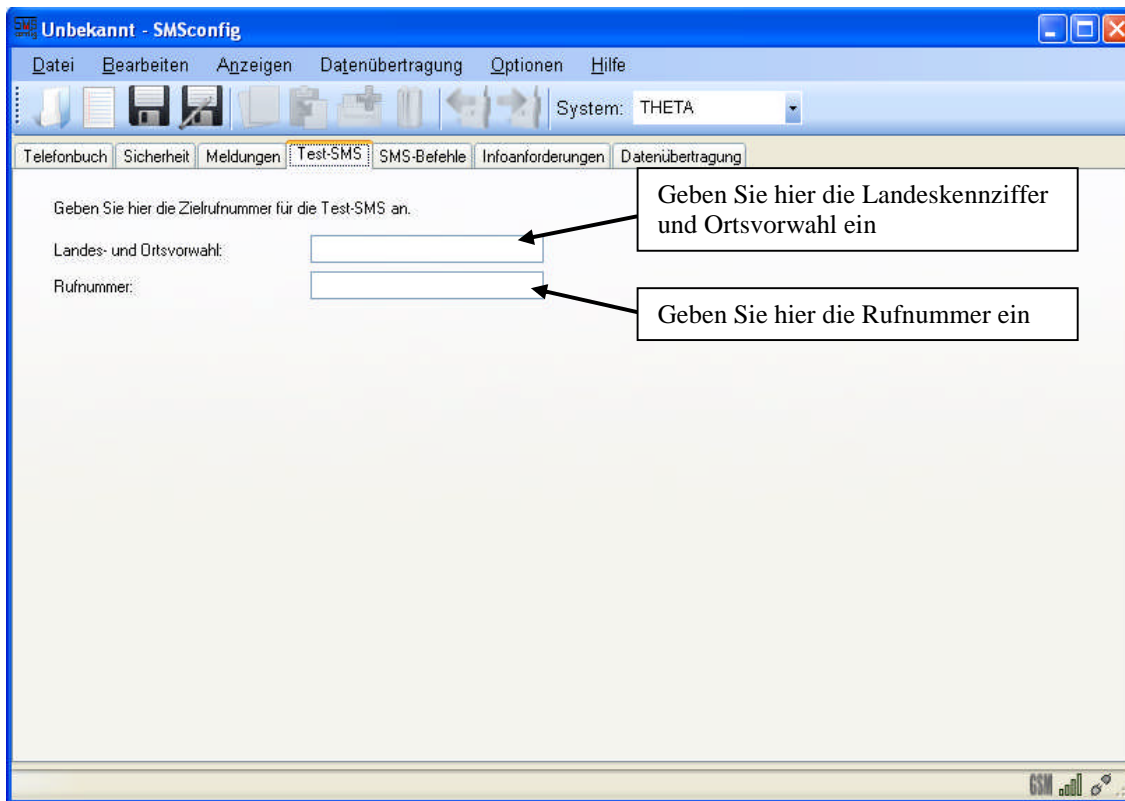 Unbekannt - SMSconfig
Datei Bearbeiten Anzeigen Datenübertragung Optionen Hilfe
System: THETA
Telefonbuch Sicherheit Meldungen Test-SMS SMS-Befehle Infoanforderungen Datenübertragung
Geben Sie hier die Zielrufnummer für die Test-SMS an.
Geben Sie hier die Landeskennziffer
und Ortsvorwahl ein
Landes- und Ortsvorwahl:
Rufnummer:
Geben Sie hier die Rufnummer ein
GSM